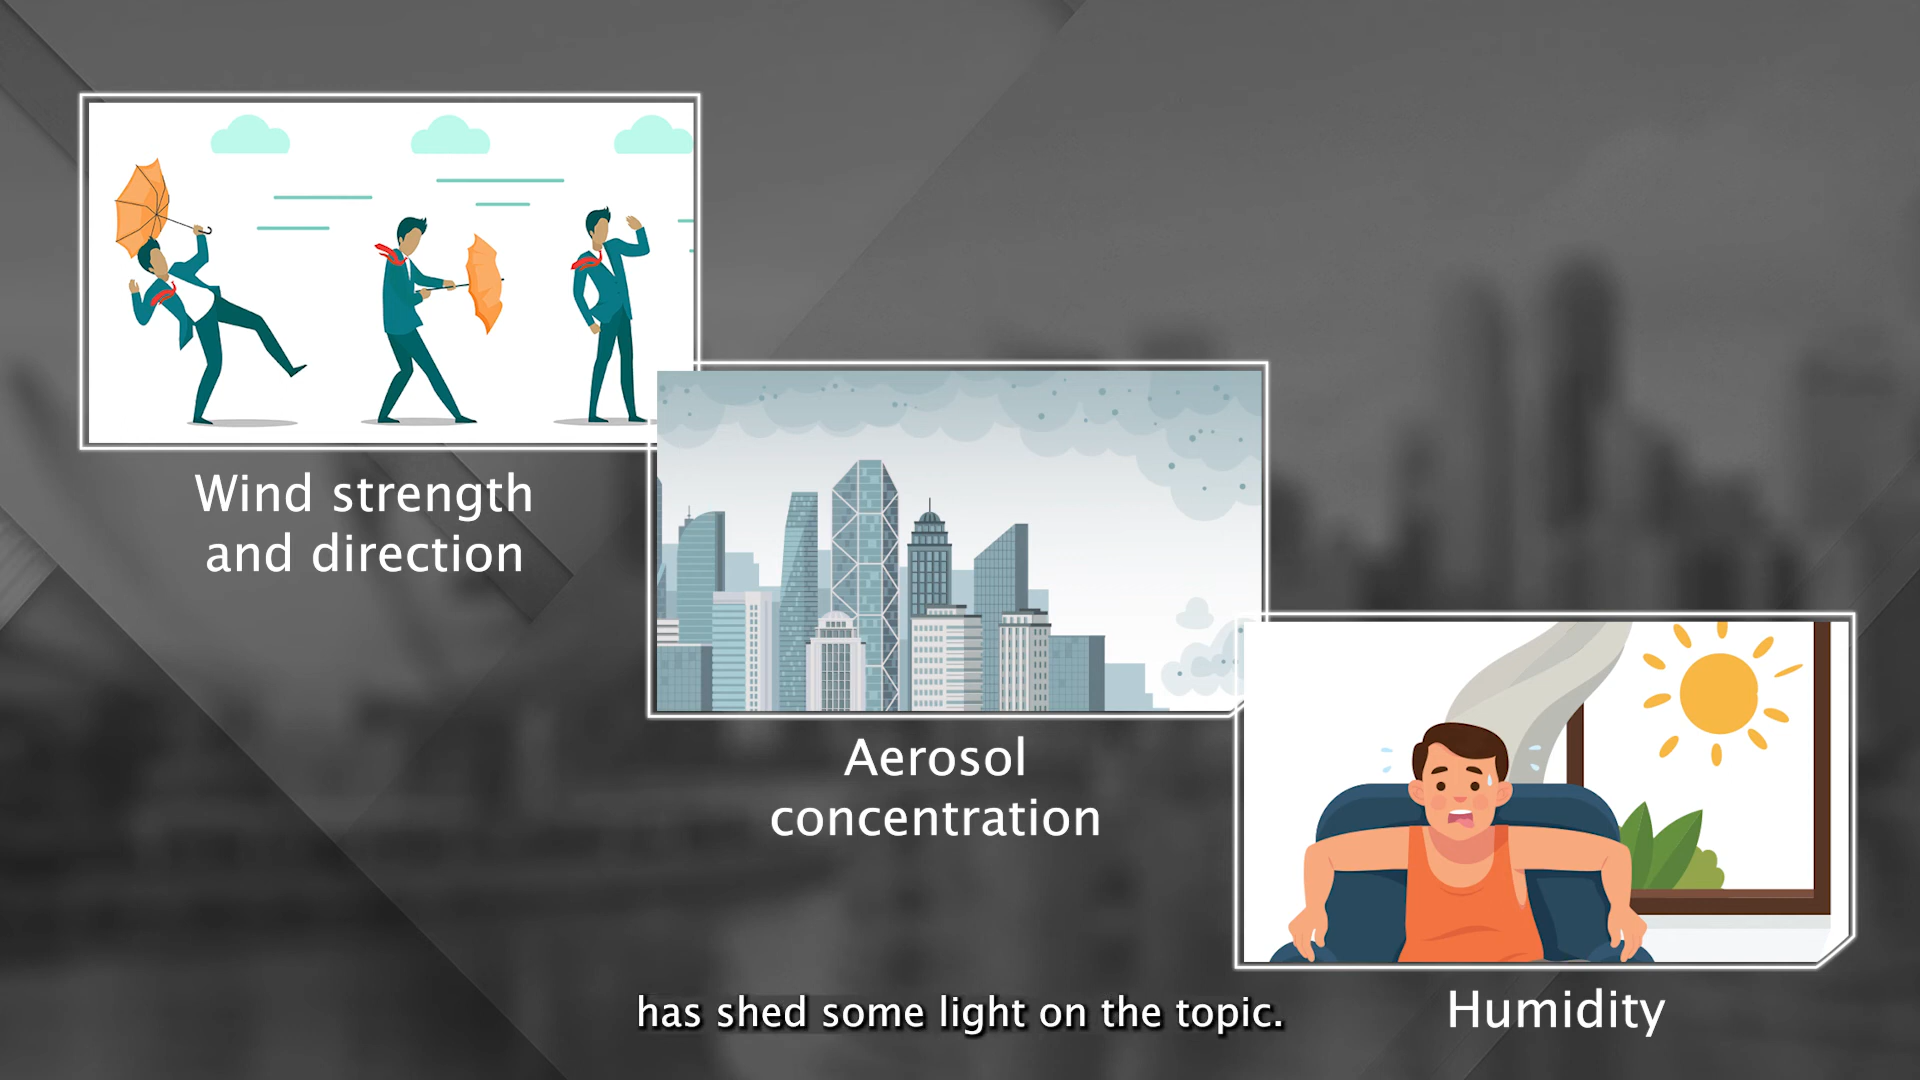 Wind strength
and direction
Aerosol
concentration
Humidity
has shed some light on the topic.